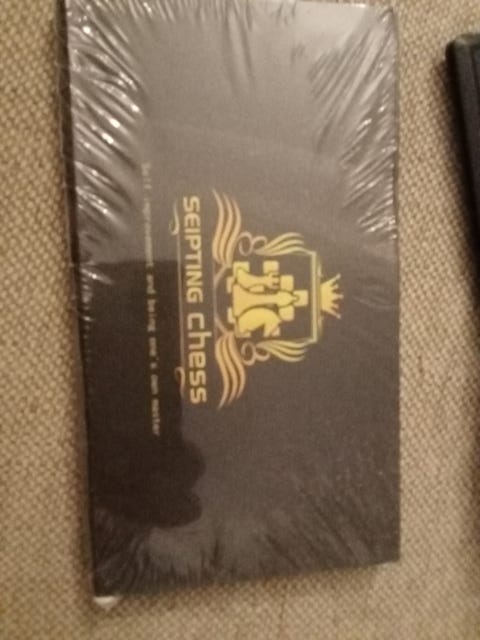 SEIPTING chess
Self improvement and being one's own master